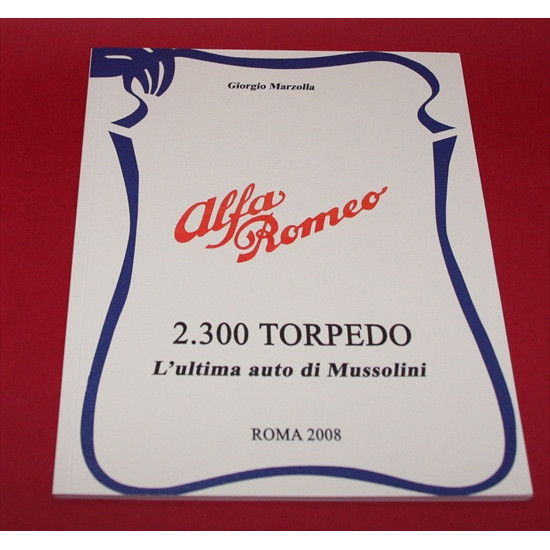 Giorgio Marzolla
Alfa
Romeo
2.300 TORPEDO
L'ultima auto di Mussolini
ROMA 2008